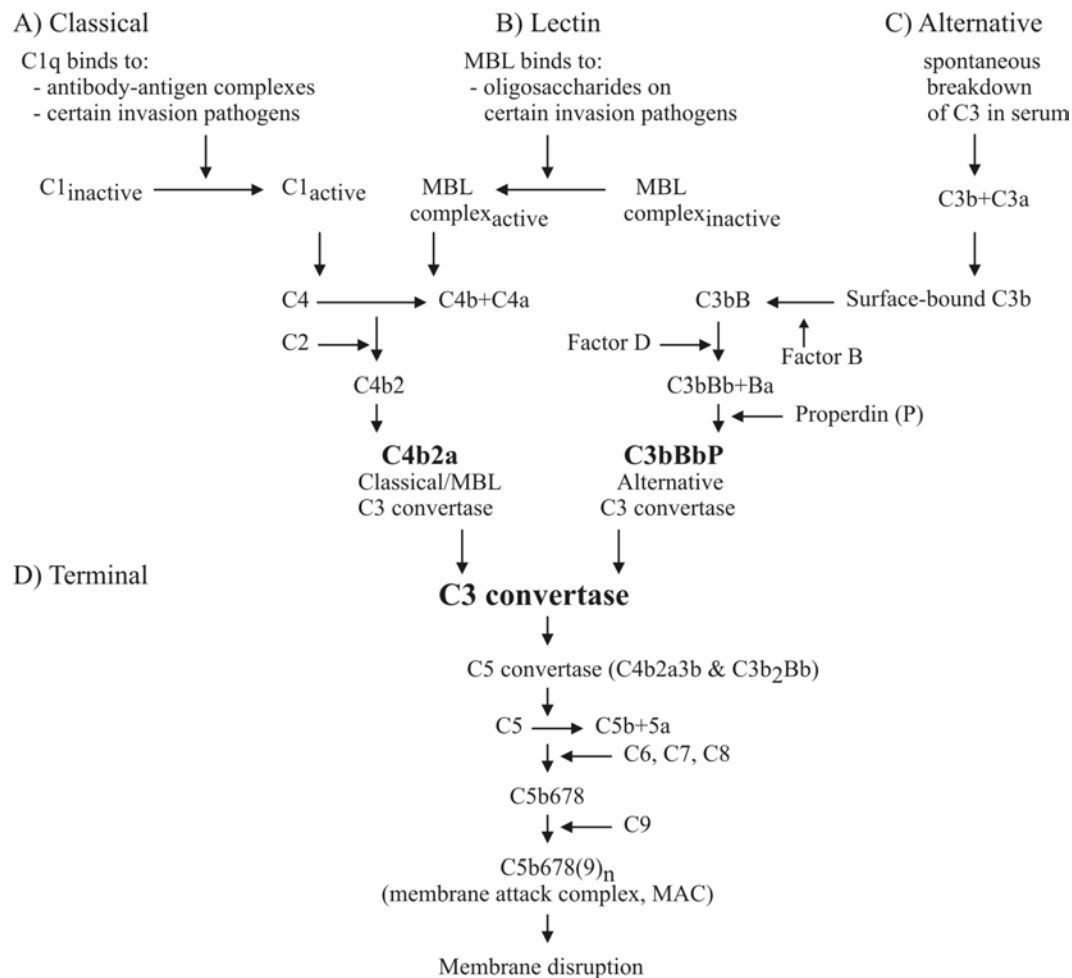 A) Classical
B) Lectin
C) Alternative
C1q binds to:
- antibody-antigen complexes
- certain invasion pathogens
MBL binds to:
- oligosaccharides on
certain invasion pathogens
spontaneous
breakdown
of C3 in serum
C1inactive
C1active
MBL
complexactive
MBL
complexinactive
C3b+C3a
C4
C4b+C4a
C3bB
Surface-bound C3b
C2
Factor D
Factor B
C4b2
C3bBb+Ba
Properdin (P)
C4b2a
Classical/MBL
C3 convertase
C3bBbP
Alternative
C3 convertase
D) Terminal
C3 convertase
C5 convertase (C4b2a3b & C3b2Bb)
C5
C5b+5a
C6, C7, C8
C5b678
C9
C5b678(9)n
(membrane attack complex, MAC)
Membrane disruption